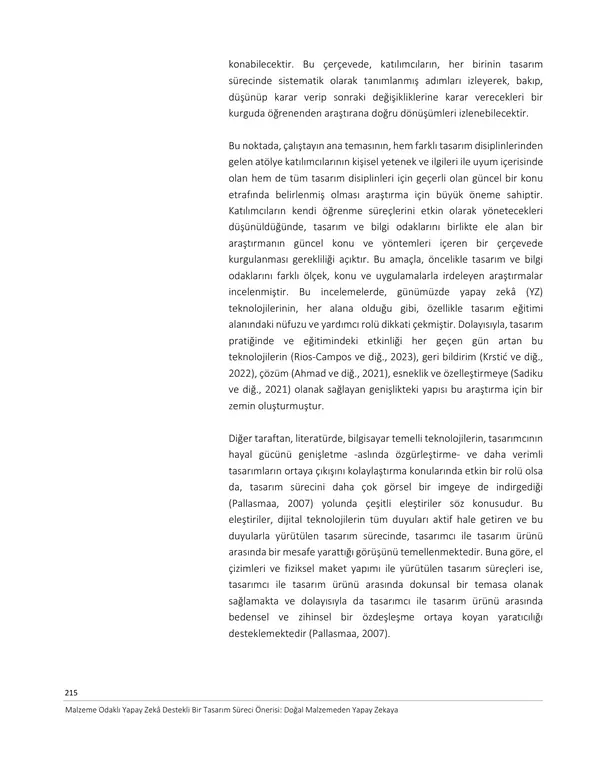 konabilecektir. Bu çerçevede, katılımcıların, her birinin tasarım
sürecinde sistematik olarak tanımlanmış adımları izleyerek, bakıp,
düşünüp karar verip sonraki değişikliklerine karar verecekleri bir
kurguda öğrenenden araştırana doğru dönüşümleri izlenebilecektir.

Bu noktada, çalıştayın ana temasının, hem farklı tasarım disiplinlerinden
gelen atölye katılımcılarının kişisel yetenek ve ilgileri ile uyum içerisinde
olan hem de tüm tasarım disiplinleri için geçerli olan güncel bir konu
etrafında belirlenmiş olması araştırma için büyük öneme sahiptir.
Katılımcıların kendi öğrenme süreçlerini etkin olarak yönetecekleri
düşünüldüğünde, tasarım ve bilgi odaklarını birlikte ele alan bir
araştırmanın güncel konu ve yöntemleri içeren bir çerçevede
kurgulanması gerekliliği açıktır. Bu amaçla, öncelikle tasarım ve bilgi
odaklarını farklı ölçek, konu ve uygulamalarla irdeleyen araştırmalar
incelenmiştir. Bu incelemelerde, günümüzde yapay zekâ (YZ)
teknolojilerinin, her alana olduğu gibi, özellikle tasarım eğitimi
alanındaki nüfuzu ve yardımcı rolü dikkati çekmiştir. Dolayısıyla, tasarım
pratiğinde ve eğitimindeki etkinliği her geçen gün artan bu
teknolojilerin (Rios-Campos ve diğ., 2023), geri bildirim (Krstić ve diğ.,
2022), çözüm (Ahmad ve diğ., 2021), esneklik ve özelleştirmeye (Sadiku
ve diğ., 2021) olanak sağlayan genişlikteki yapısı bu araştırma için bir
zemin oluşturmuştur.

Diğer taraftan, literatürde, bilgisayar temelli teknolojilerin, tasarımcının
hayal gücünü genişletme -aslında özgürleştirme- ve daha verimli
tasarımların ortaya çıkışını kolaylaştırma konularında etkin bir rolü olsa
da, tasarım sürecini daha çok görsel bir imgeye de indirgediği
(Pallasmaa, 2007) yolunda çeşitli eleştiriler söz konusudur. Bu
eleştiriler, dijital teknolojilerin tüm duyuları aktif hale getiren ve bu
duyularla yürütülen tasarım sürecinde, tasarımcı ile tasarım ürünü
arasında bir mesafe yarattığı görüşünü temellenmektedir. Buna göre, el
çizimleri ve fiziksel maket yapımı ile yürütülen tasarım süreçleri ise,
tasarımcı ile tasarım ürünü arasında dokunsal bir temasa olanak
sağlamakta ve dolayısıyla da tasarımcı ile tasarım ürünü arasında
bedensel ve zihinsel bir özdeşleşme ortaya koyan yaratıcılığı
desteklemektedir (Pallasmaa, 2007).

215
Malzeme Odaklı Yapay Zekâ Destekli Bir Tasarım Süreci Önerisi: Doğal Malzemeden Yapay Zekaya